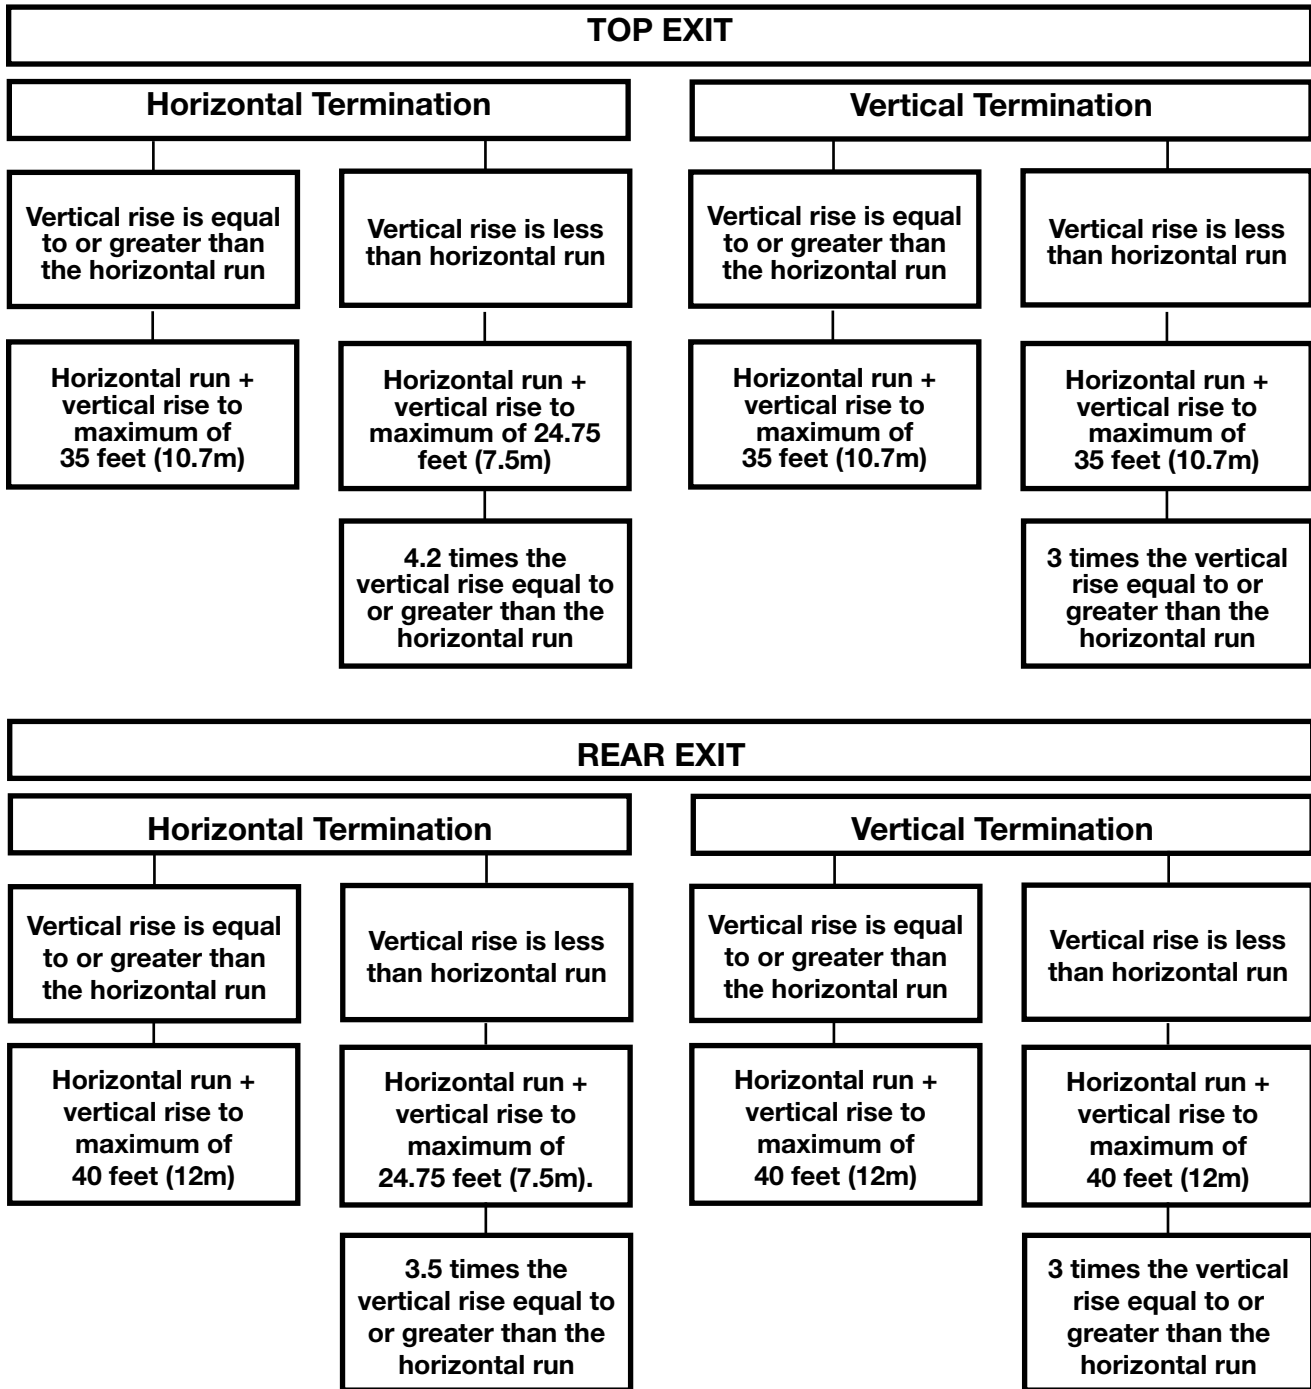 TOP EXIT
Horizontal Termination
Vertical rise is equal
to or greater than
the horizontal run
Horizontal run +
vertical rise to
maximum of
35 feet (10.7m)
Vertical rise is less
than horizontal run
Horizontal run +
vertical rise to
maximum of 24.75
feet (7.5m)
4.2 times the
vertical rise equal to
or greater than the
horizontal run
Vertical Termination
Vertical rise is equal
to or greater than
the horizontal run
Horizontal run +
vertical rise to
maximum of
35 feet (10.7m)
Vertical rise is less
than horizontal run
Horizontal run +
vertical rise to
maximum of
35 feet (10.7m)
3 times the vertical
rise equal to or
greater than the
horizontal run
REAR EXIT
Horizontal Termination
Vertical rise is equal
to or greater than
the horizontal run
Horizontal run +
vertical rise to
maximum of
40 feet (12m)
Vertical rise is less
than horizontal run
Horizontal run +
vertical rise to
maximum of
24.75 feet (7.5m).
3.5 times the
vertical rise equal to
or greater than the
horizontal run
Vertical Termination
Vertical rise is equal
to or greater than
the horizontal run
Horizontal run +
vertical rise to
maximum of
40 feet (12m)
Vertical rise is less
than horizontal run
Horizontal run +
vertical rise to
maximum of
40 feet (12m)
3 times the vertical
rise equal to or
greater than the
horizontal run